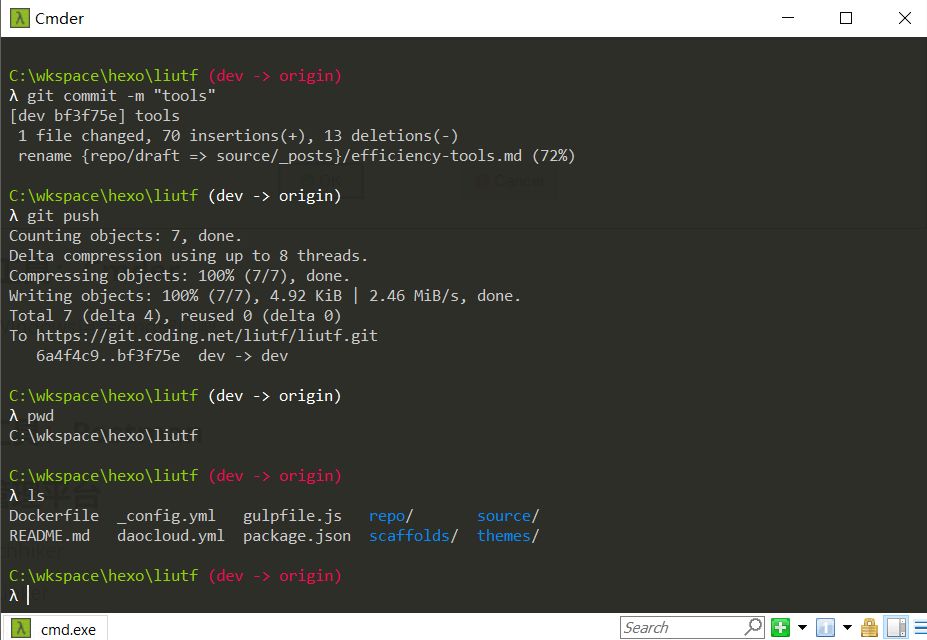 Cmder
C:\wkspace\hexo\liutf (dev -> origin)
λ git commit -m "tools"
[dev bf3f75e] tools
 1 file changed, 70 insertions(+), 13 deletions(-)
 rename {repo/draft => source/_posts}/efficiency-tools.md (72%)
C:\wkspace\hexo\liutf (dev -> origin)
λ git push
Counting objects: 7, done.
Delta compression using up to 8 threads.
Compressing objects: 100% (7/7), done.
Writing objects: 100% (7/7), 4.92 KiB | 2.46 MiB/s, done.
Total 7 (delta 4), reused 0 (delta 0)
To https://git.coding.net/liutf/liutf.git
   6a4f4c9..bf3f75e  dev -> dev
C:\wkspace\hexo\liutf (dev -> origin)
λ pwd
C:\wkspace\hexo\liutf
C:\wkspace\hexo\liutf (dev -> origin)
λ ls
Dockerfile  _config.yml   gulpfile.js   repo/       source/
README.md   daocloud.yml  package.json  scaffolds/  themes/
C:\wkspace\hexo\liutf (dev -> origin)
λ
cmd.exe Search